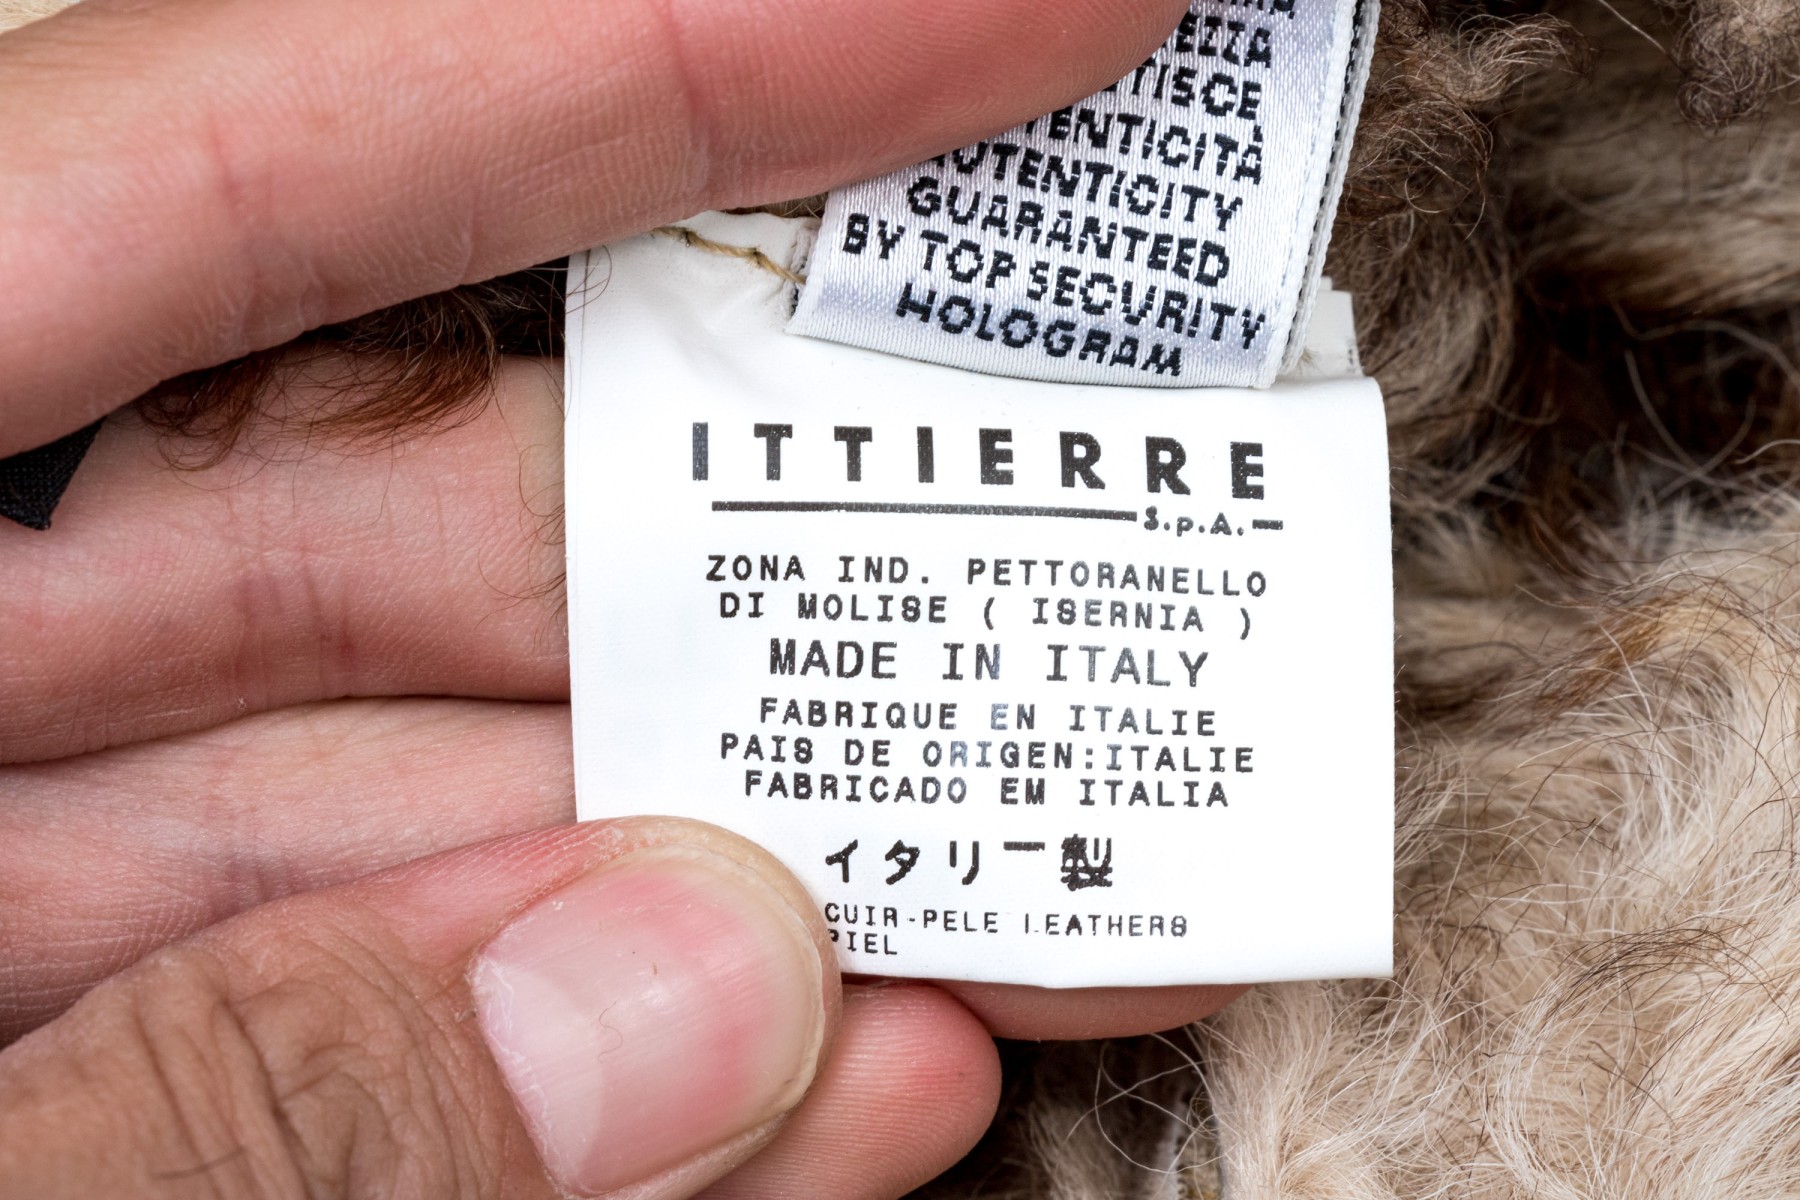 HOLOGRAM
AUTENTICITY
GUARANTEED
BY TOP SECURITY
ITTIERRE
S.p.A.
ZONA IND. PETTORANELLO
DI MOLISE ( ISERNIA )
MADE IN ITALY
FABRIQUE EN ITALIE
PAIS DE ORIGEN:ITALIE
FABRICADO EM ITALIA
イタリー製
CUIR-PELE LEATHERS
PIEL